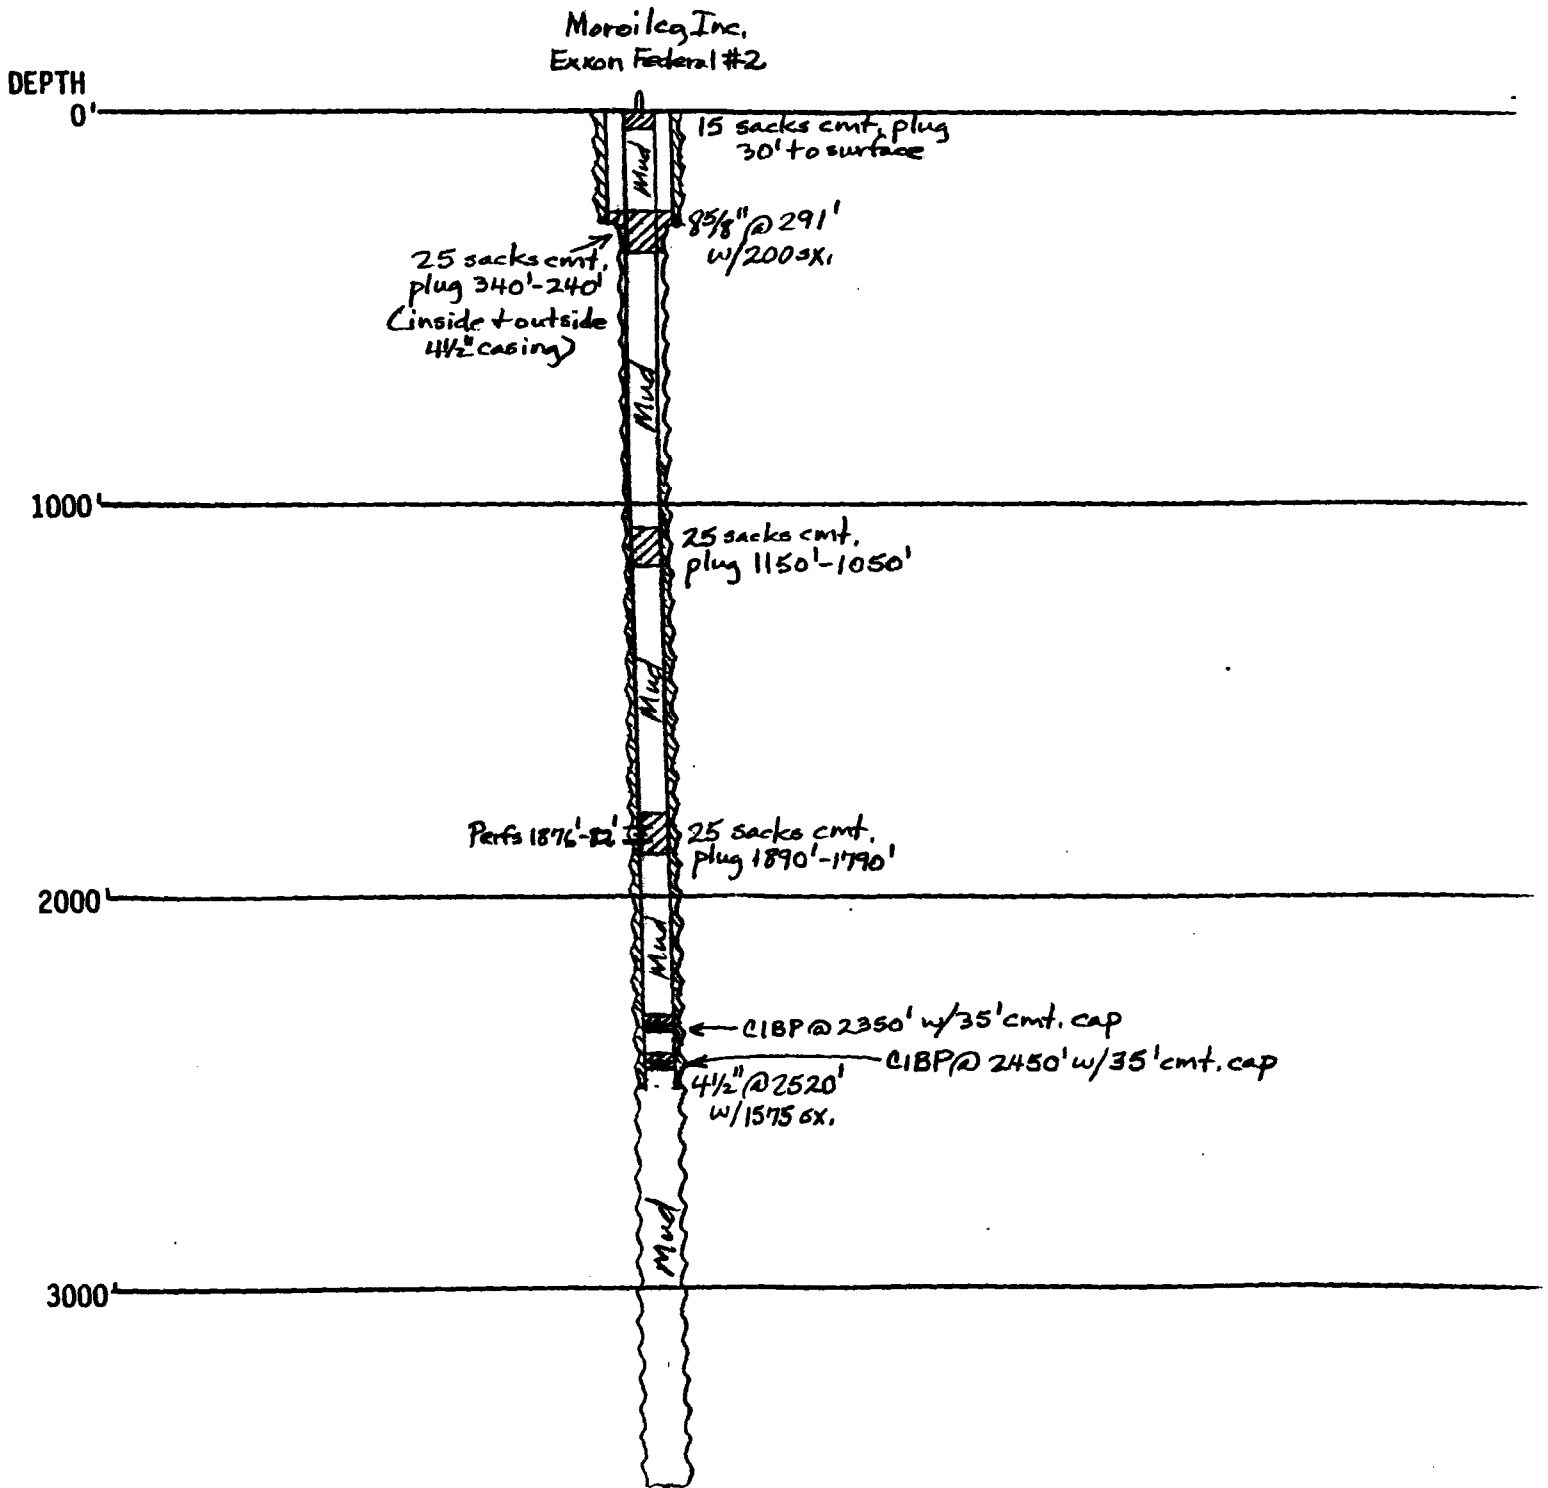 Moroilco, Inc.
Exxon Federal #2
DEPTH
0'
15 sacks cmt. plug
30' to surface
Mud
8 5/8" @ 291'
w/200 sx.
25 sacks cmt.
plug 340'-240'
(inside + outside
4 1/2" casing)
Mud
1000'
25 sacks cmt.
plug 1150'-1050'
Mud
Perfs 1876'-82'
25 sacks cmt.
plug 1890'-1790'
2000'
Mud
CIBP @ 2350' w/35' cmt. cap
CIBP @ 2450' w/35' cmt. cap
4 1/2" @ 2520'
w/1575 sx.
Mud
3000'